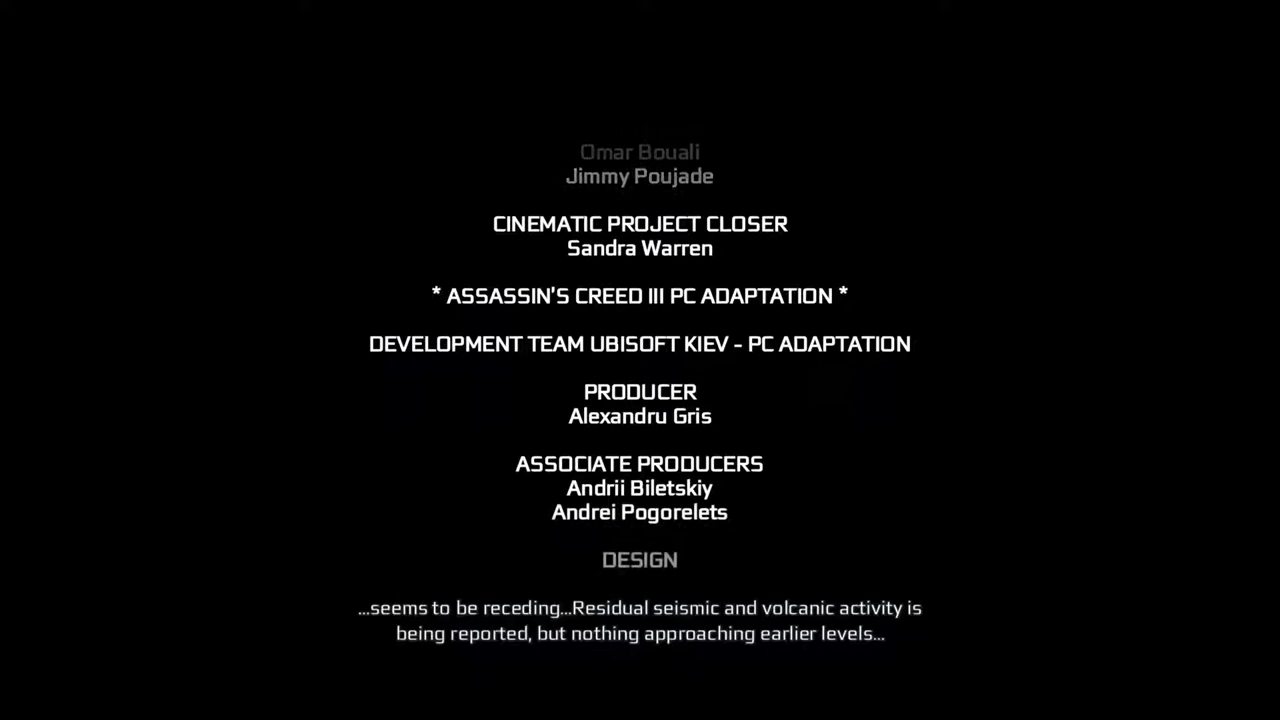 Omar Bouali
Jimmy Poujade
CINEMATIC PROJECT CLOSER
Sandra Warren
* ASSASSIN'S CREED III PC ADAPTATION *
DEVELOPMENT TEAM UBISOFT KIEV - PC ADAPTATION
PRODUCER
Alexandru Gris
ASSOCIATE PRODUCERS
Andrii Biletskiy
Andrei Pogorelets
DESIGN
...seems to be receding...Residual seismic and volcanic activity is
being reported, but nothing approaching earlier levels...